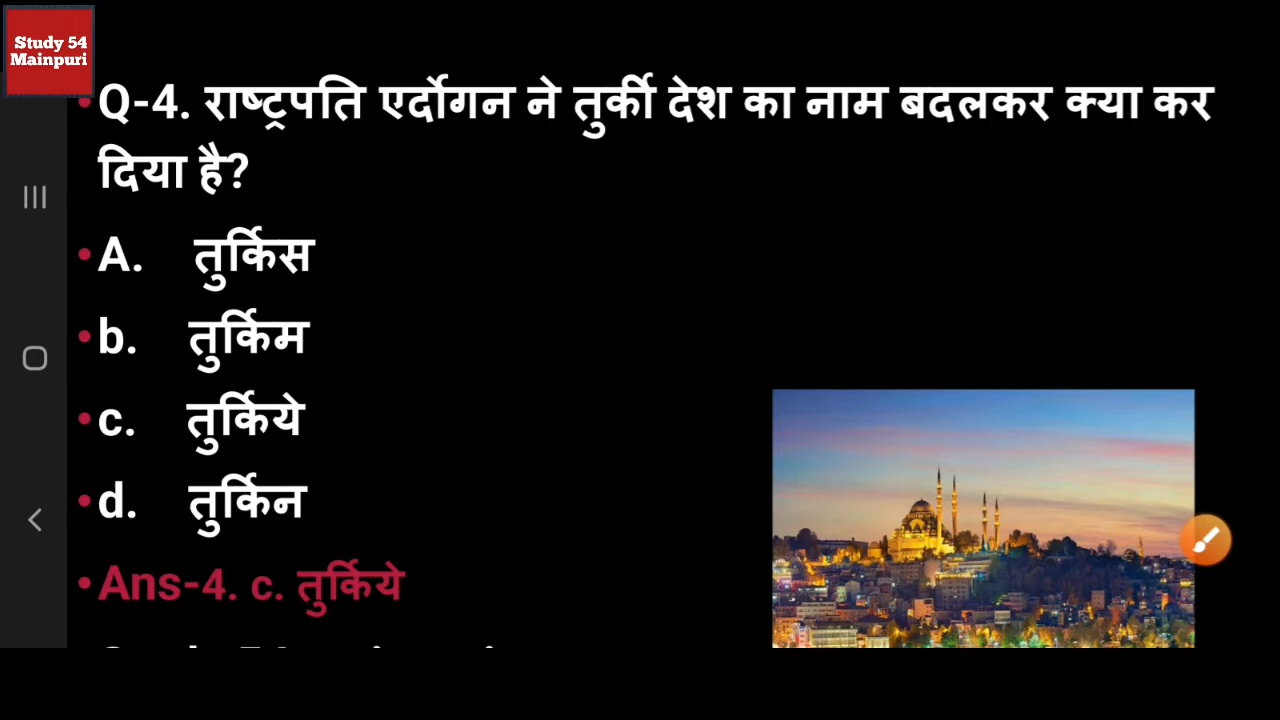 Study 54
Mainpuri
•Q-4. राष्ट्रपति एर्दोगन ने तुर्की देश का नाम बदलकर क्या कर
दिया है?
•A. तुर्किस
•b. तुर्किम
•c. तुर्किये
•d. तुर्किन
•Ans-4. c. तुर्किये